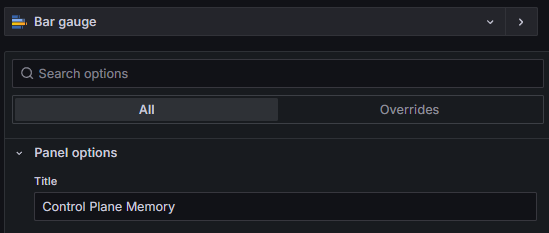 Bar gauge
Search options
All Overrides
Panel options
Title
Control Plane Memory